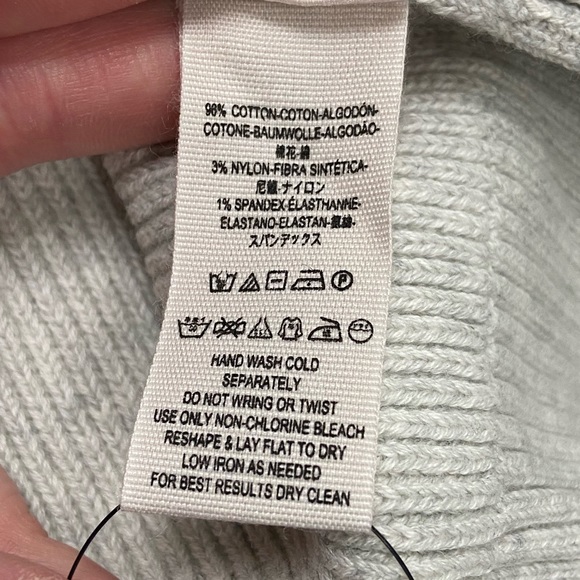 96% COTTON-COTON-ALGODÓN-
COTONE-BAUMWOLLE-ALGODÃO-
棉花-綿
3% NYLON-FIBRA SINTÉTICA-
尼龍-ナイロン
1% SPANDEX-ÉLASTHANNE-
ELASTANO-ELASTAN-氨綸-
スパンデックス
P
HAND WASH COLD
SEPARATELY
DO NOT WRING OR TWIST
USE ONLY NON-CHLORINE BLEACH
RESHAPE & LAY FLAT TO DRY
LOW IRON AS NEEDED
FOR BEST RESULTS DRY CLEAN